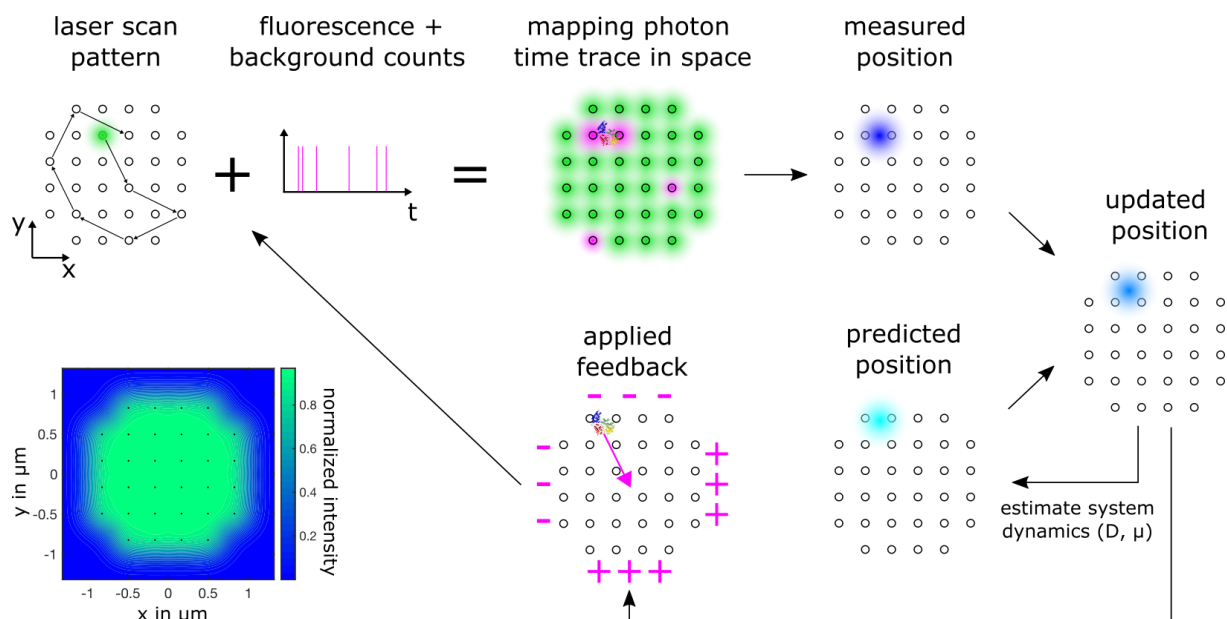 laser scan
pattern
fluorescence +
background counts
mapping photon
time trace in space
measured
position
+
=
t
y
x
updated
position
applied
feedback
predicted
position
- - -
-
-
-
+
+
+
+++
estimate system
dynamics (D, μ)
y in μm
1
0.5
0
-0.5
-1
-1
-0.5
0
0.5
1
x in μm
0.8
0.6
0.4
0.2
normalized intensity